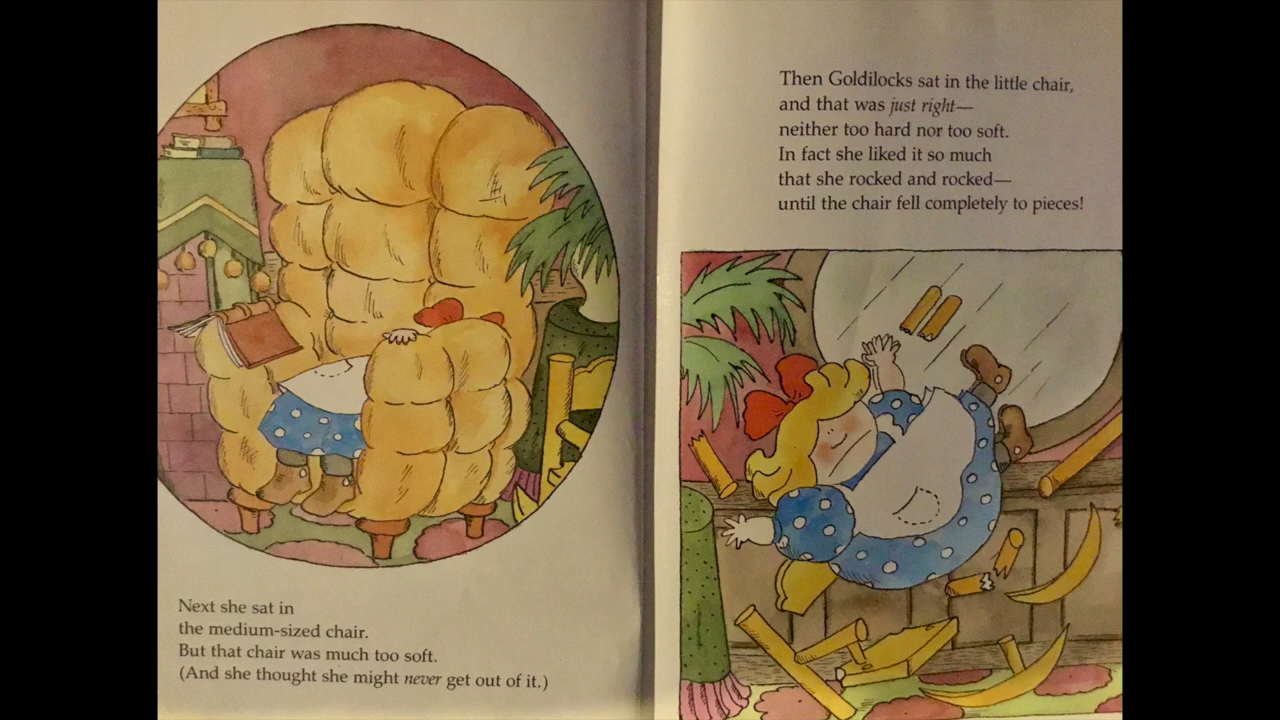 Next she sat in
the medium-sized chair.
But that chair was much too soft.
(And she thought she might never get out of it.)
Then Goldilocks sat in the little chair,
and that was just right—
neither too hard nor too soft.
In fact she liked it so much
that she rocked and rocked—
until the chair fell completely to pieces!